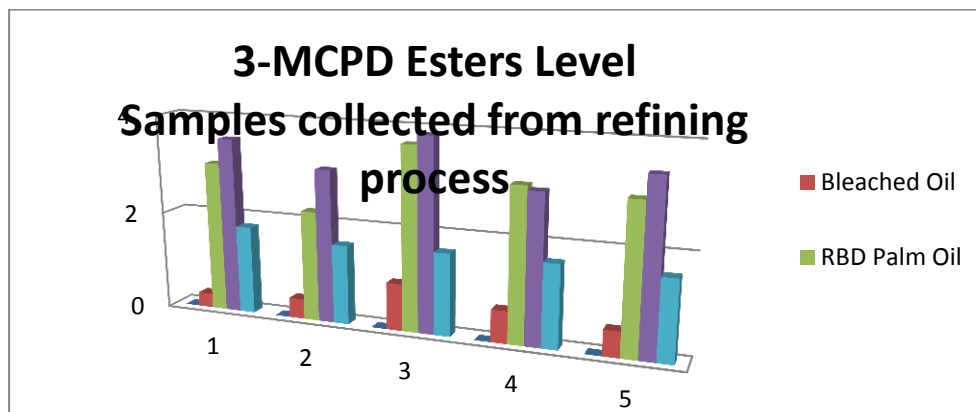 3-MCPD Esters Level
Samples collected from refining
process
4
2
0
1
2
3
4
5
Bleached Oil
RBD Palm Oil